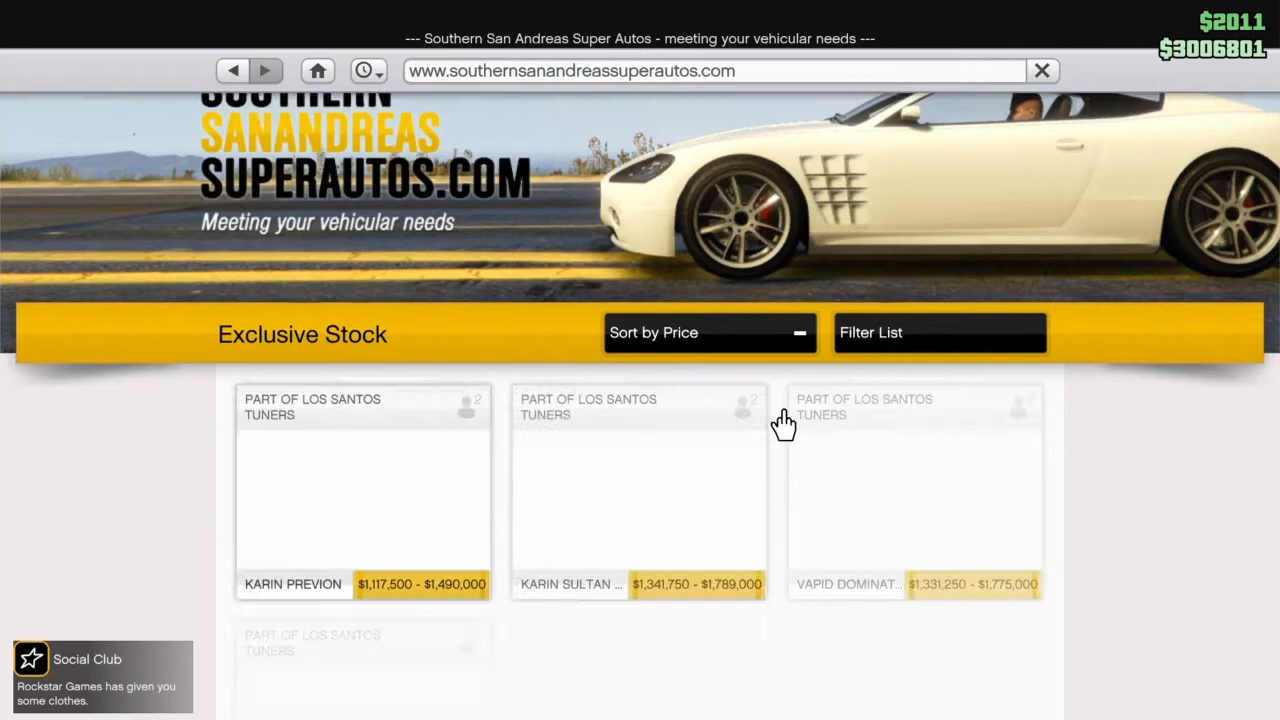 --- Southern San Andreas Super Autos - meeting your vehicular needs ---
$2011
$3006801
www.southernsanandreassuperautos.com
SOUTHERN
SANANDREAS
SUPERAUTOS.COM
Meeting your vehicular needs
Exclusive Stock
Sort by Price
Filter List
PART OF LOS SANTOS
TUNERS
2
PART OF LOS SANTOS
TUNERS
2
PART OF LOS SANTOS
TUNERS
KARIN PREVION
$1,117,500 - $1,490,000
KARIN SULTAN ...
$1,341,750 - $1,789,000
VAPID DOMINAT...
$1,331,250 - $1,775,000
PART OF LOS SANTOS
TUNERS
Social Club
Rockstar Games has given you
some clothes.